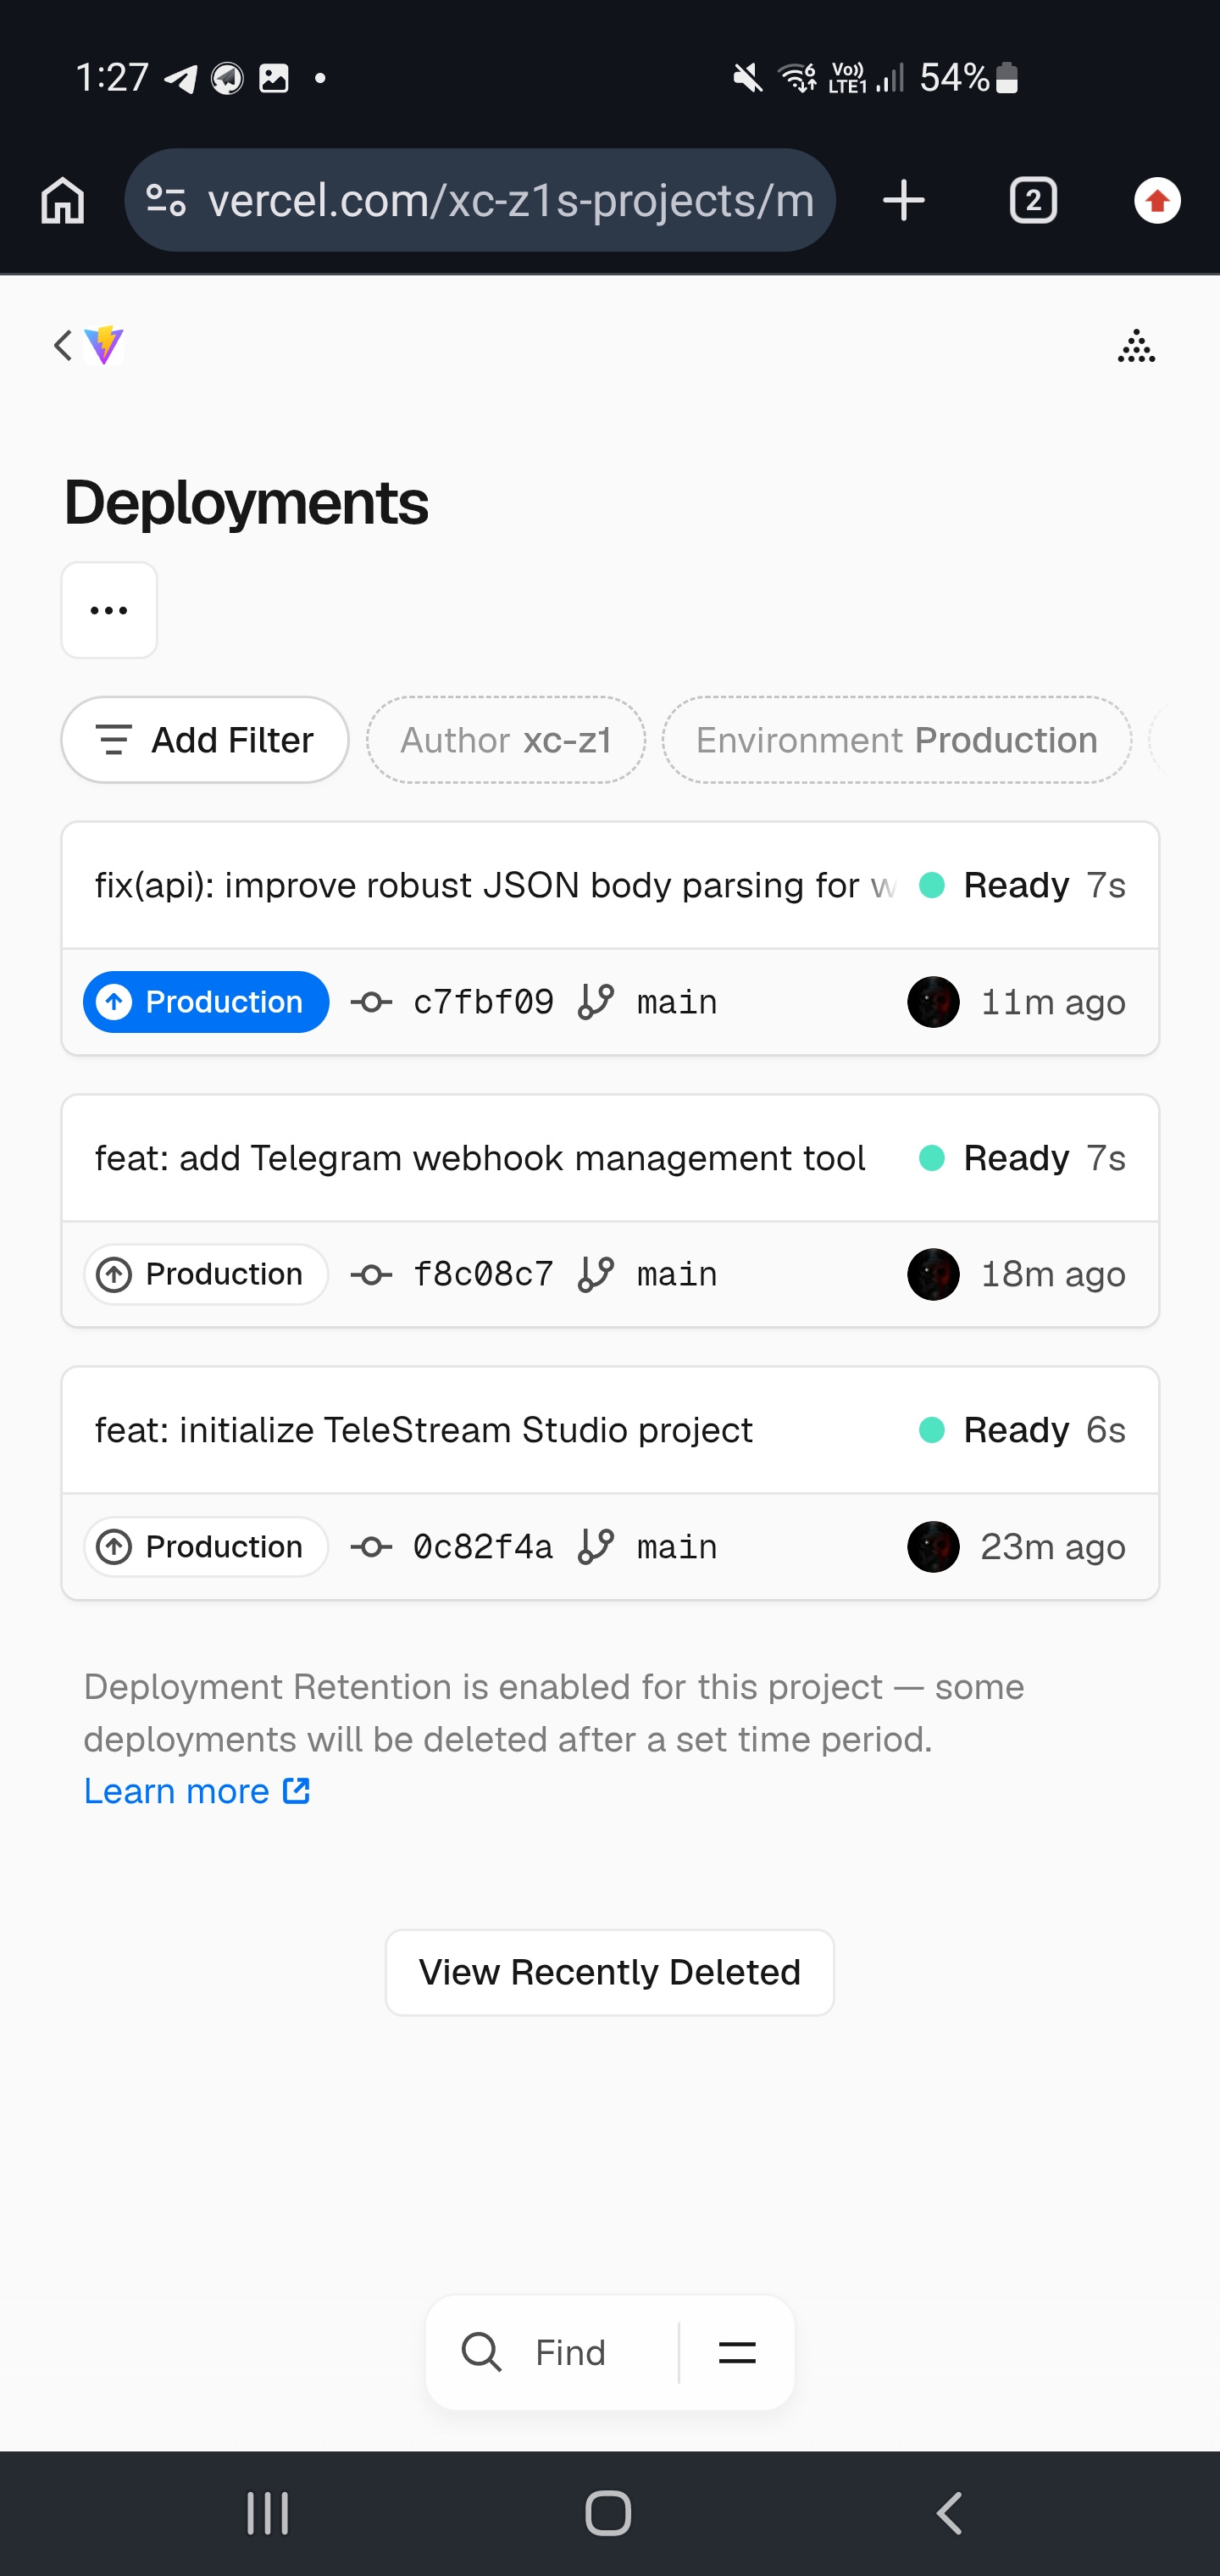 1:27
Vo))
LTE1
6
54%
vercel.com/xc-z1s-projects/m
2
Deployments
Add Filter
Author xc-z1
Environment Production
fix(api): improve robust JSON body parsing for w
Ready 7s
Production
c7fbf09
main
11m ago
feat: add Telegram webhook management tool
Ready 7s
Production
f8c08c7
main
18m ago
feat: initialize TeleStream Studio project
Ready 6s
Production
0c82f4a
main
23m ago
Deployment Retention is enabled for this project — some
deployments will be deleted after a set time period.
Learn more
View Recently Deleted
Find